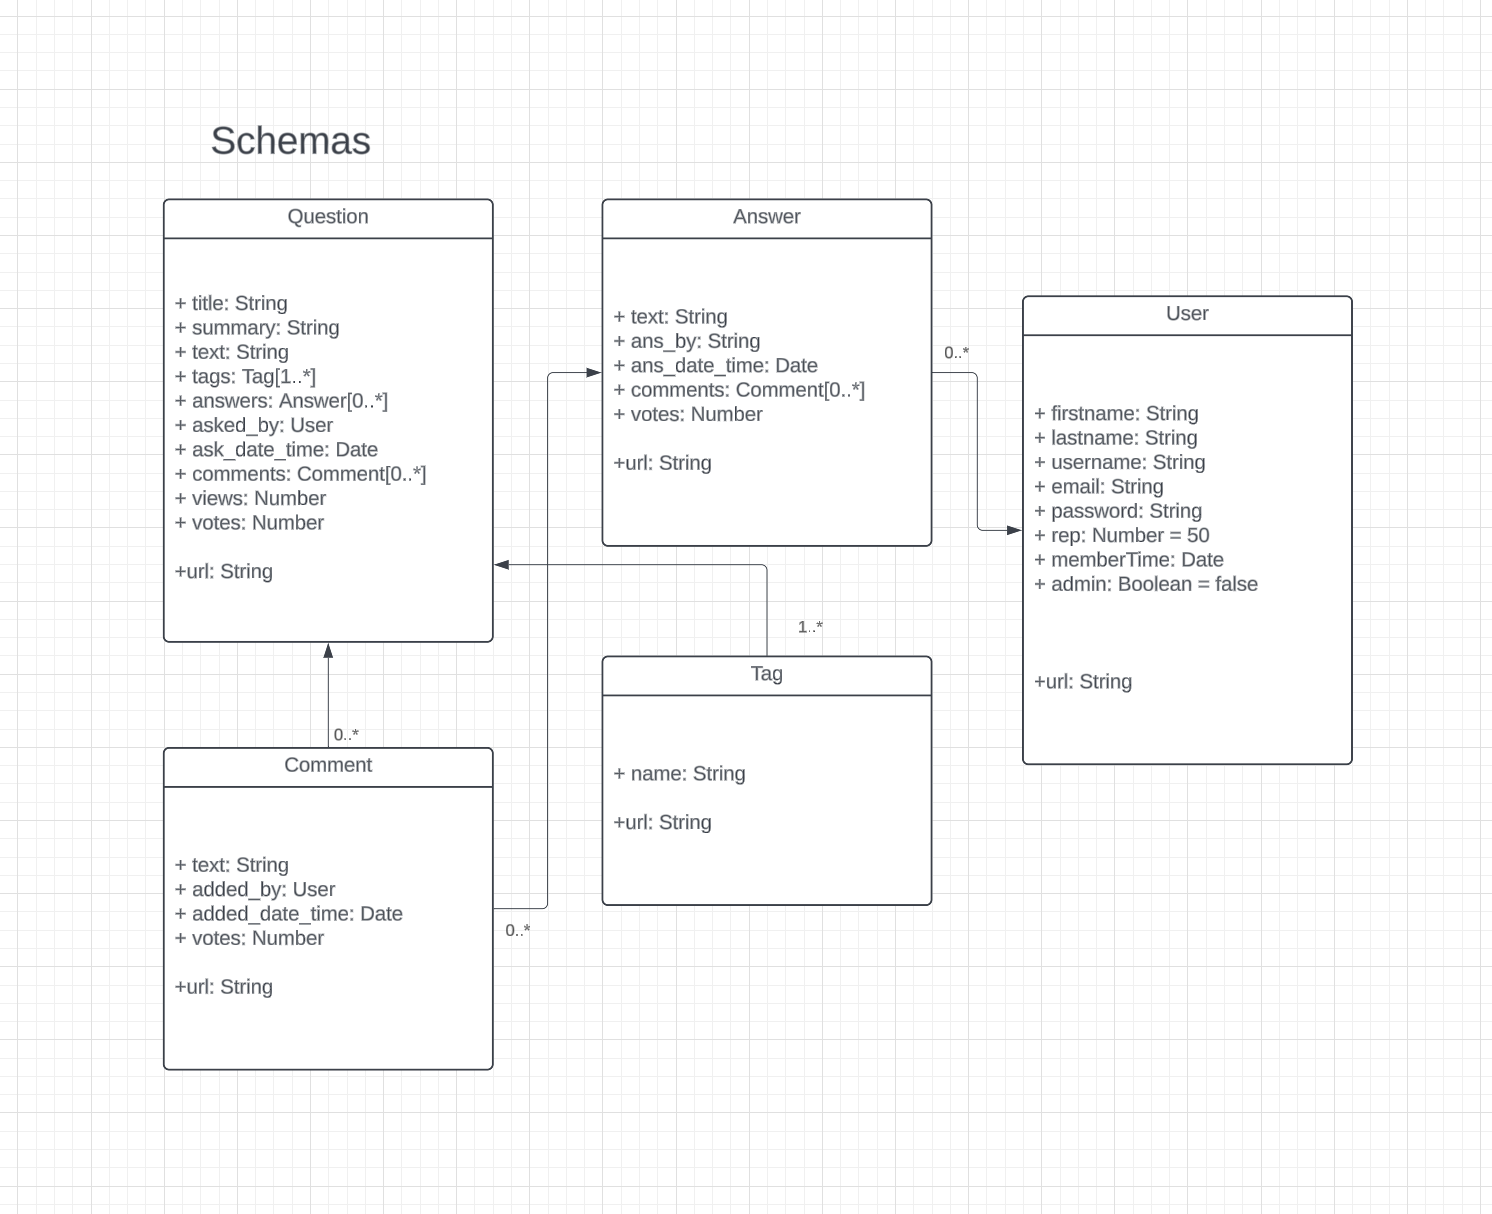 Schemas
Question
+ title: String
+ summary: String
+ text: String
+ tags: Tag[1..*]
+ answers: Answer[0..*]
+ asked_by: User
+ ask_date_time: Date
+ comments: Comment[0..*]
+ views: Number
+ votes: Number
+url: String
Answer
+ text: String
+ ans_by: String
+ ans_date_time: Date
+ comments: Comment[0..*]
+ votes: Number
+url: String
0..*
User
+ firstname: String
+ lastname: String
+ username: String
+ email: String
+ password: String
+ rep: Number = 50
+ memberTime: Date
+ admin: Boolean = false
+url: String
1..*
Tag
+ name: String
+url: String
0..*
Comment
+ text: String
+ added_by: User
+ added_date_time: Date
+ votes: Number
+url: String
0..*